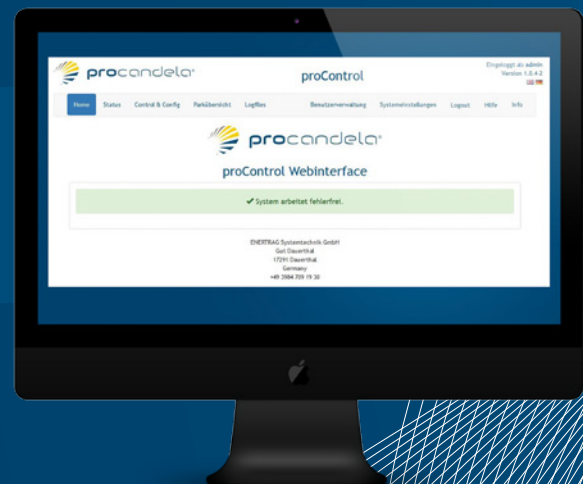 procandela
proControl
Eingeloggt als admin
Version 1.0.4-2
Home Status Control & Config Parkübersicht Logfiles Benutzerverwaltung Systemeinstellungen Logout Hilfe Info
procandela
proControl Webinterface
✔ System arbeitet fehlerfrei.
ENERTRAG Systemtechnik GmbH
Gut Dauerthal
17291 Dauerthal
Germany
+49 3984 709 19 30